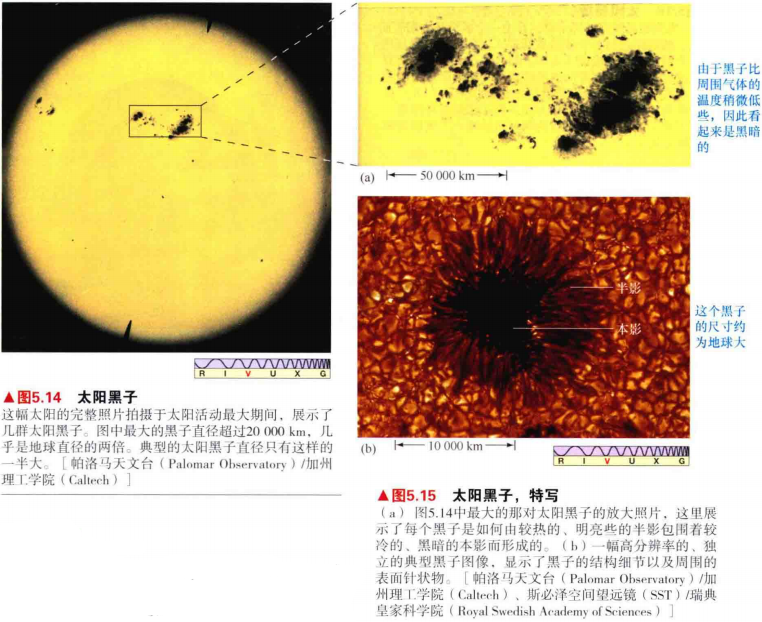 由于黑子比
周围气体的
温度稍微低
些，因此看
起来是黑暗
的
(a)
50 000 km
半影
本影
这个黑子
的尺寸约
为地球大
(b)
10 000 km
R I V U X G
▲图5.14 太阳黑子
这幅太阳的完整照片拍摄于太阳活动最大期间，展示了
几群太阳黑子。图中最大的黑子直径超过20 000 km，几
乎是地球直径的两倍。典型的太阳黑子直径只有这样的
一半大。［帕洛马天文台（Palomar Observatory）/加州
理工学院（Caltech）］
R I V U X G
▲图5.15 太阳黑子，特写
（a）图5.14中最大的那对太阳黑子的放大照片，这里展
示了每个黑子是如何由较热的、明亮些的半影包围着较
冷的、黑暗的本影而形成的。（b）一幅高分辨率的、独
立的典型黑子图像，显示了黑子的结构细节以及周围的
表面针状物。［帕洛马天文台（Palomar Observatory）/加
州理工学院（Caltech）、斯必泽空间望远镜（SST）/瑞典
皇家科学院（Royal Swedish Academy of Sciences）］